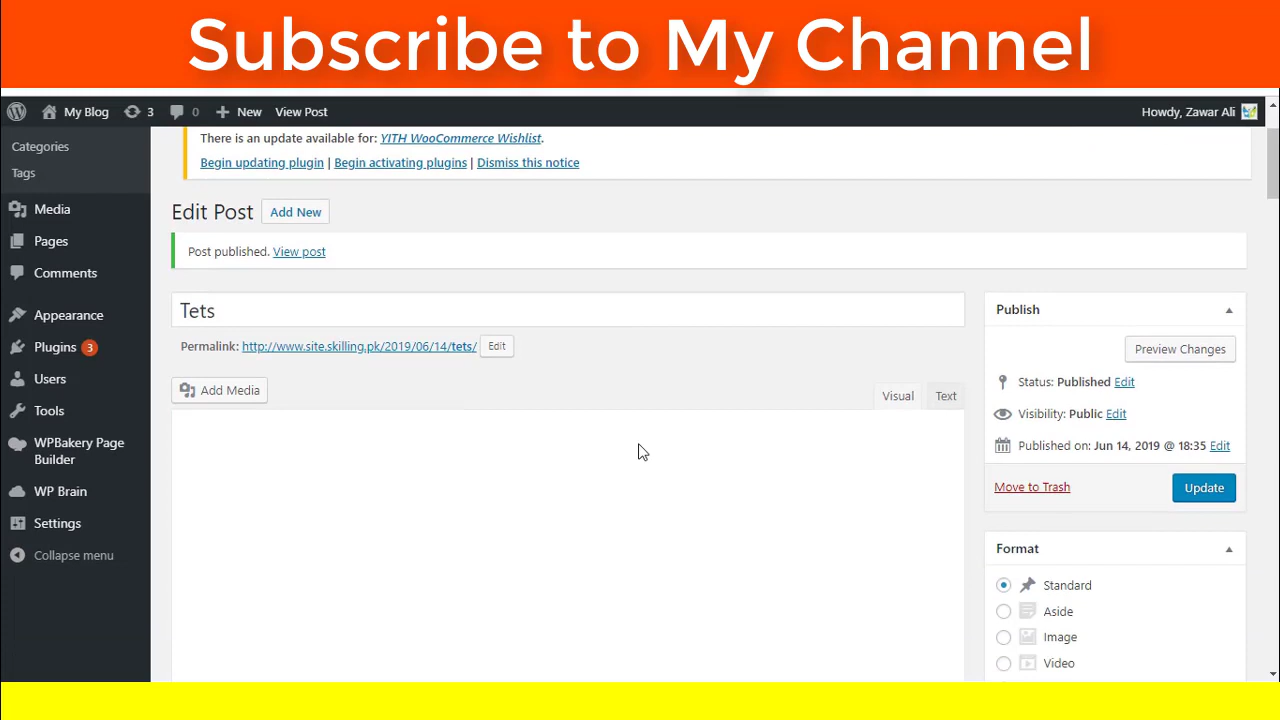 Subscribe to My Channel
My Blog 3 0 New View Post Howdy, Zawar Ali
Categories
Tags
Media
Pages
Comments
Appearance
Plugins 3
Users
Tools
WPBakery Page
Builder
WP Brain
Settings
Collapse menu
There is an update available for: YITH WooCommerce Wishlist.
Begin updating plugin | Begin activating plugins | Dismiss this notice
Edit Post Add New
Post published. View post
Tets
Permalink: http://www.site.skilling.pk/2019/06/14/tets/ Edit
Add Media
Visual Text
Publish
Preview Changes
Status: Published Edit
Visibility: Public Edit
Published on: Jun 14, 2019 @ 18:35 Edit
Move to Trash Update
Format
Standard
Aside
Image
Video